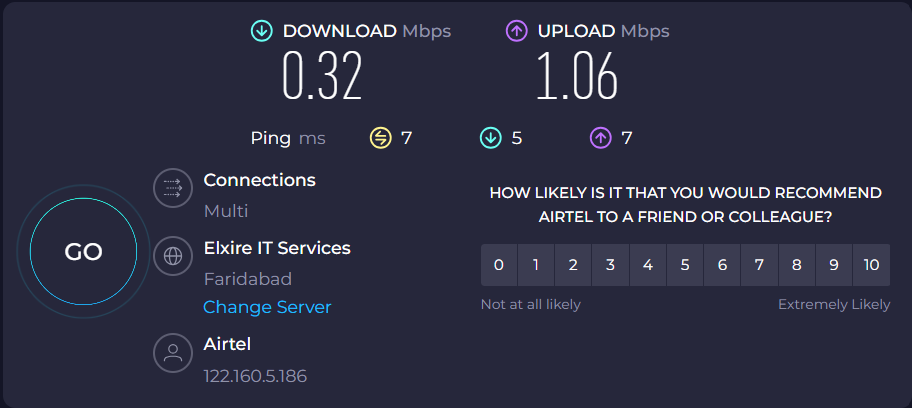 DOWNLOAD Mbps
0.32
UPLOAD Mbps
1.06
Ping ms 7 5 7
GO
Connections
Multi
Elxire IT Services
Faridabad
Change Server
Airtel
122.160.5.186
HOW LIKELY IS IT THAT YOU WOULD RECOMMEND
AIRTEL TO A FRIEND OR COLLEAGUE?
0 1 2 3 4 5 6 7 8 9 10
Not at all likely Extremely Likely